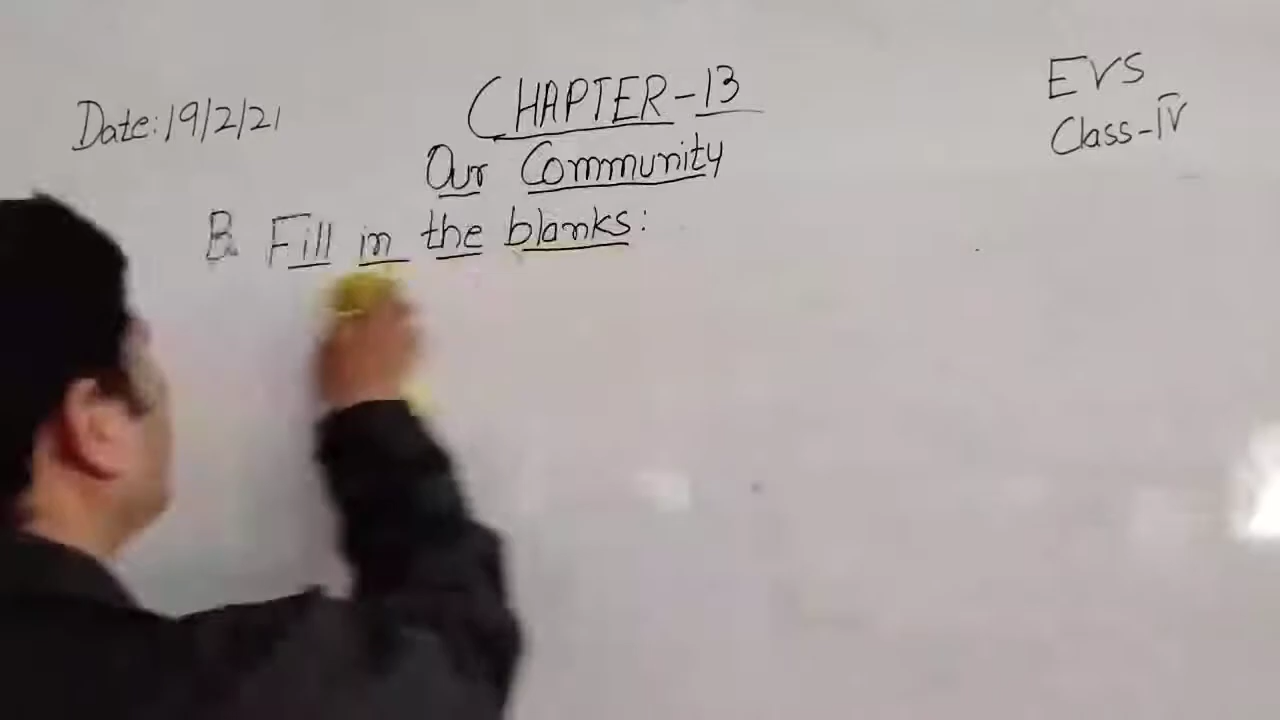 Date: 19/2/21
CHAPTER-13
EVS
Class-IV
Our Community
B. Fill in the blanks: